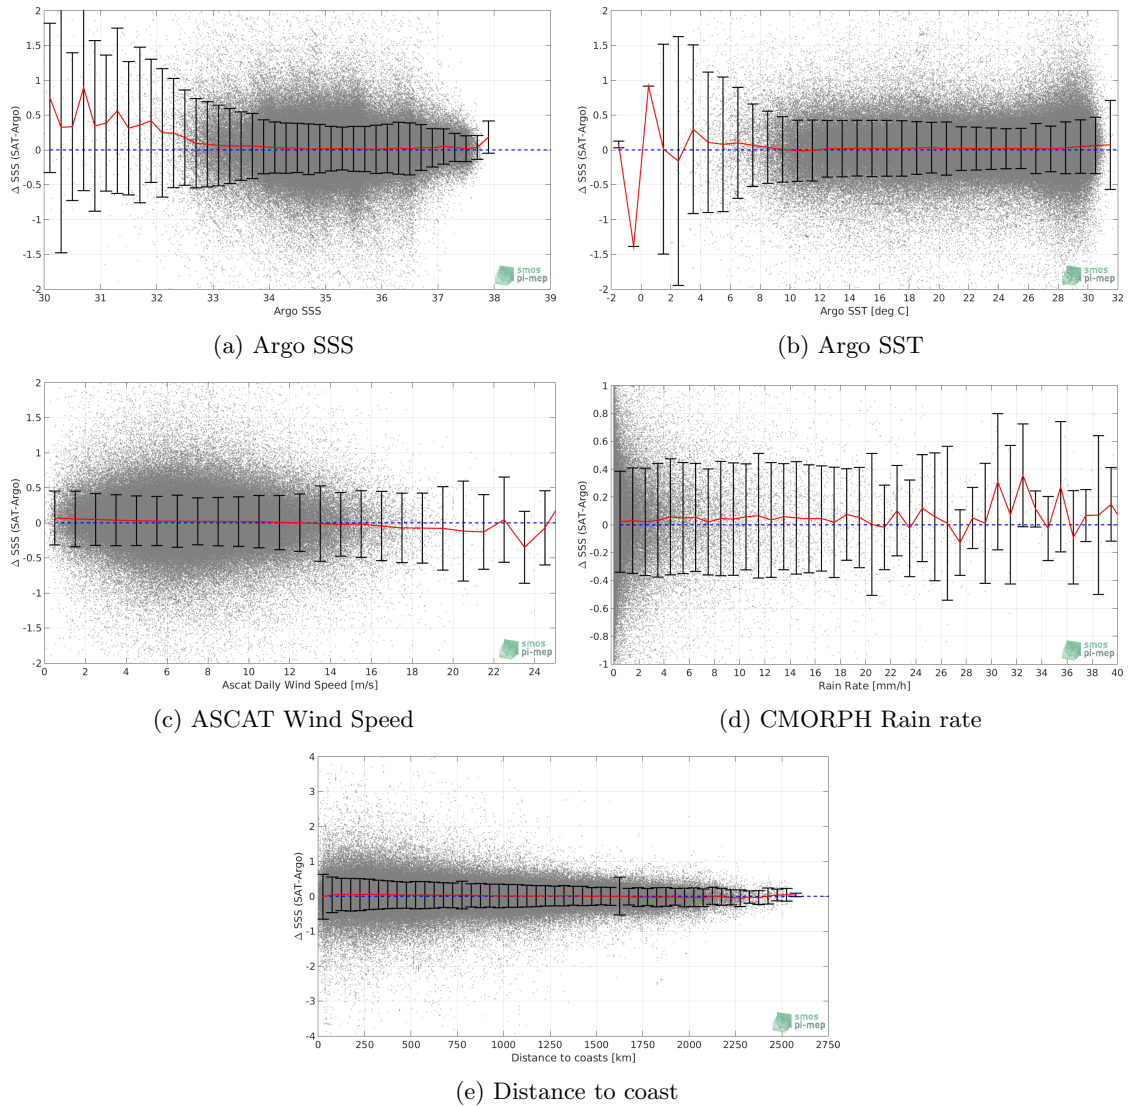 2
1.5
1
0.5
0
-0.5
-1
-1.5
-2
Δ SSS (SAT-Argo)
30 31 32 33 34 35 36 37 38 39
Argo SSS
smos
pi-mep
(a) Argo SSS
2
1.5
1
0.5
0
-0.5
-1
-1.5
-2
Δ SSS (SAT-Argo)
-2 0 2 4 6 8 10 12 14 16 18 20 22 24 26 28 30 32
Argo SST [deg C]
smos
pi-mep
(b) Argo SST
2
1.5
1
0.5
0
-0.5
-1
-1.5
-2
Δ SSS (SAT-Argo)
0 2 4 6 8 10 12 14 16 18 20 22 24
Ascat Daily Wind Speed [m/s]
smos
pi-mep
(c) ASCAT Wind Speed
1
0.8
0.6
0.4
0.2
0
-0.2
-0.4
-0.6
-0.8
-1
Δ SSS (SAT-Argo)
0 2 4 6 8 10 12 14 16 18 20 22 24 26 28 30 32 34 36 38 40
Rain Rate [mm/h]
smos
pi-mep
(d) CMORPH Rain rate
4
3
2
1
0
-1
-2
-3
-4
Δ SSS (SAT-Argo)
0 250 500 750 1000 1250 1500 1750 2000 2250 2500 2750
Distance to coasts [km]
smos
pi-mep
(e) Distance to coast